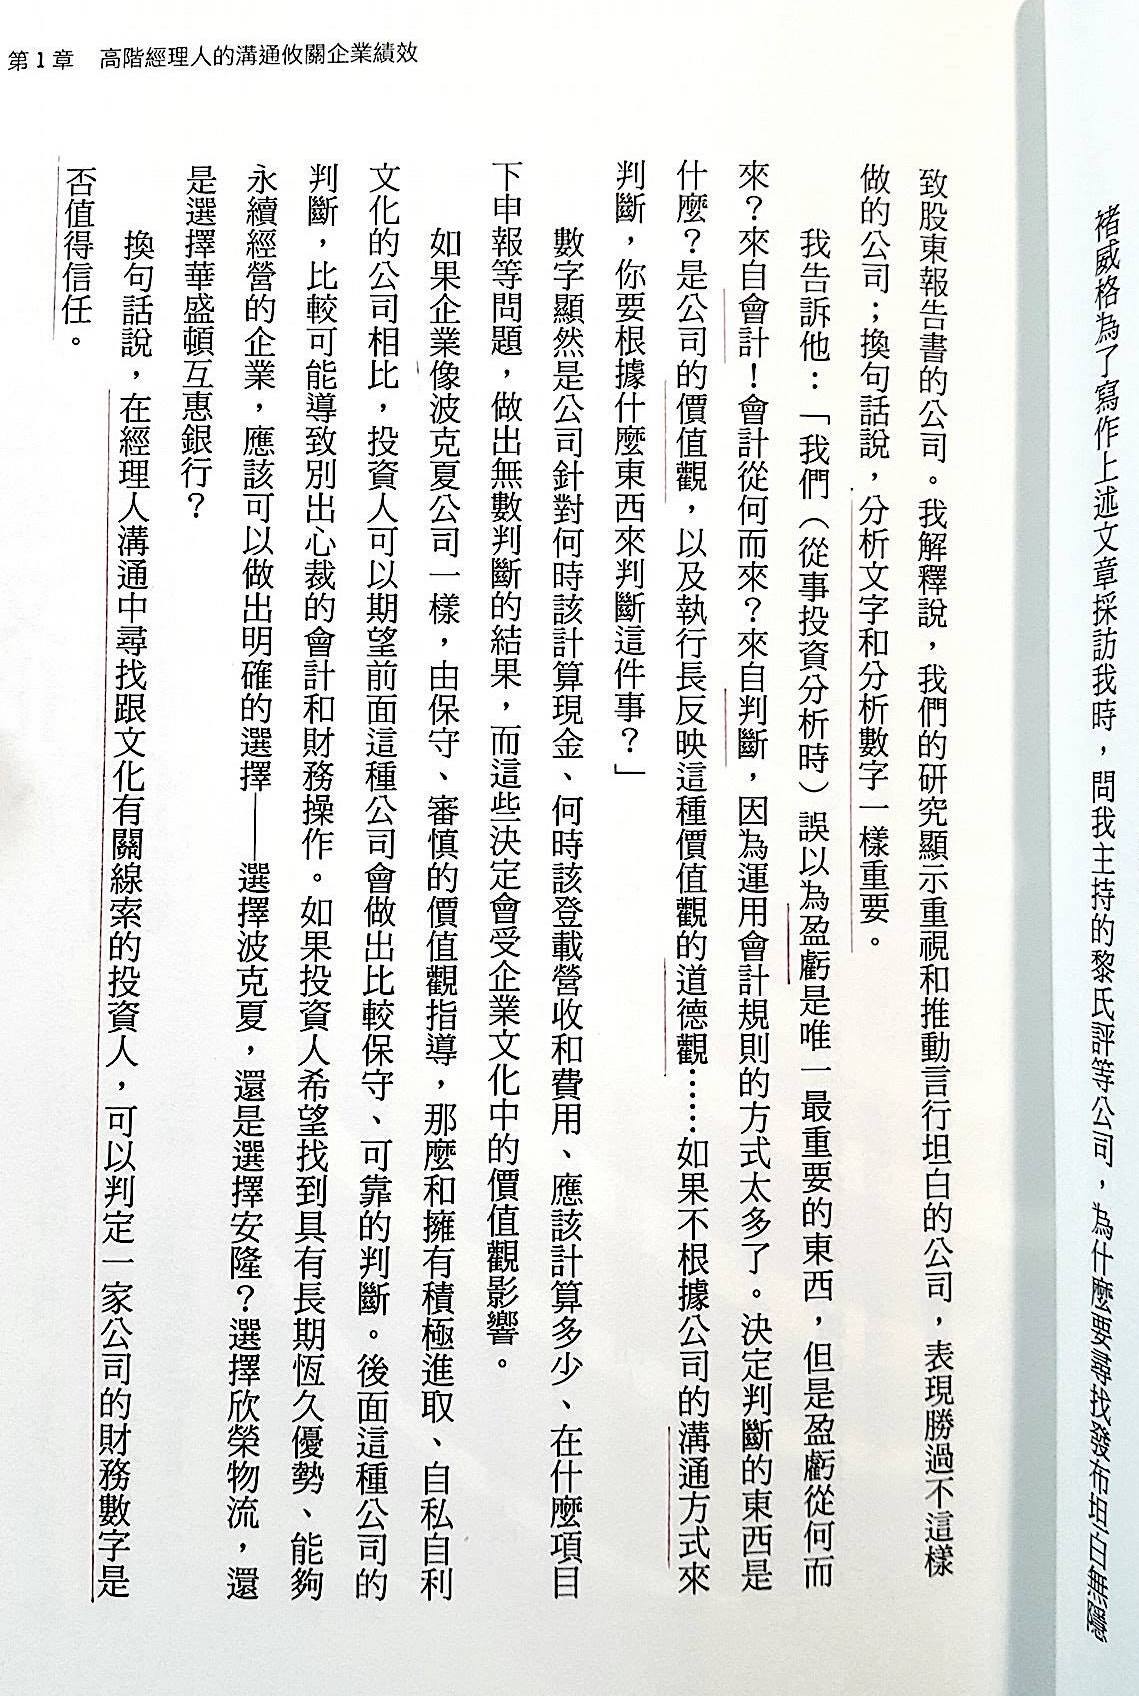 第1章　高階經理人的溝通攸關企業績效
褚威格為了寫作上述文章採訪我時，問我主持的黎氏評等公司，為什麼要尋找發布坦白無隱
致股東報告書的公司。我解釋說，我們的研究顯示重視和推動言行坦白的公司，表現勝過不這樣
做的公司；換句話說，分析文字和分析數字一樣重要。
我告訴他：「我們（從事投資分析時）誤以為盈虧是唯一最重要的東西，但是盈虧從何而
來？來自會計！會計從何而來？來自判斷，因為運用會計規則的方式太多了。決定判斷的東西是
什麼？是公司的價值觀，以及執行長反映這種價值觀的道德觀……如果不根據公司的溝通方式來
判斷，你要根據什麼東西來判斷這件事？」
數字顯然是公司針對何時該計算現金、何時該登載營收和費用、應該計算多少、在什麼項目
下申報等問題，做出無數判斷的結果，而這些決定會受企業文化中的價值觀影響。
如果企業像波克夏公司一樣，由保守、審慎的價值觀指導，那麼和擁有積極進取、自私自利
文化的公司相比，投資人可以期望前面這種公司會做出比較保守、可靠的判斷。後面這種公司的
判斷，比較可能導致別出心裁的會計和財務操作。如果投資人希望找到具有長期恆久優勢、能夠
永續經營的企業，應該可以做出明確的選擇——選擇波克夏，還是選擇安隆？選擇欣榮物流，還
是選擇華盛頓互惠銀行？
換句話說，在經理人溝通中尋找跟文化有關線索的投資人，可以判定一家公司的財務數字是
否值得信任。